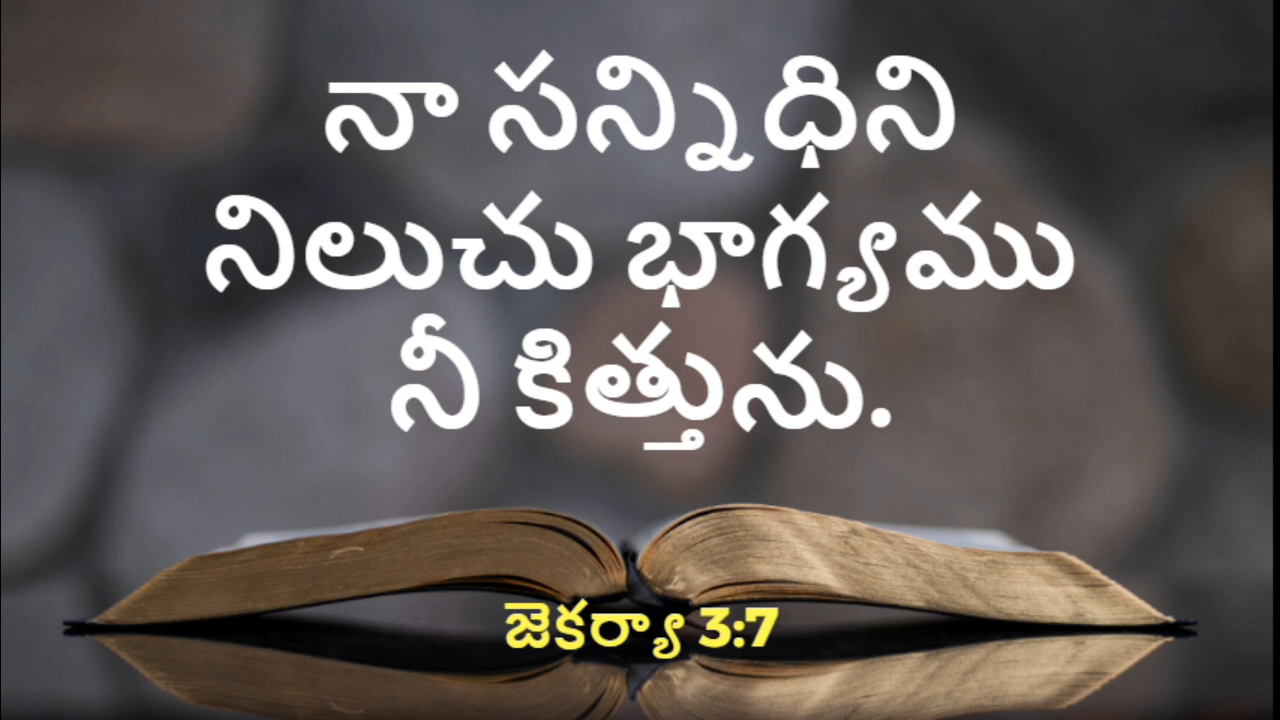 నా సన్నిధిని
నిలుచు భాగ్యము
నీ కిత్తును.
జెకర్యా 3:7